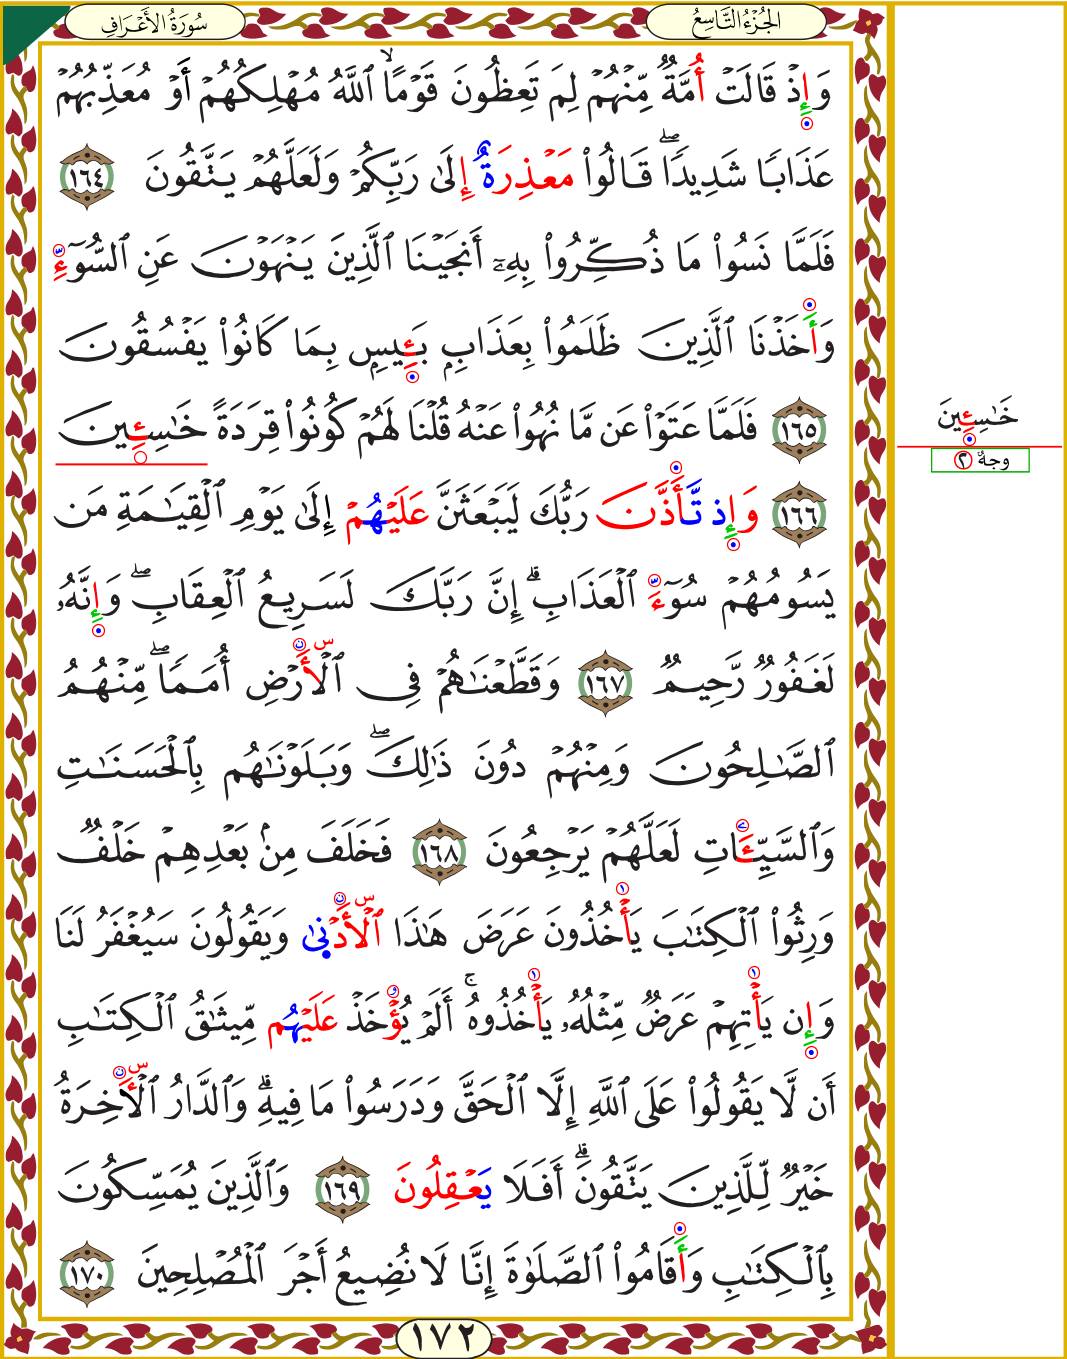 الجُزْءُ التَّاسِعُ
سُورَةُ الأَعْرَافِ
وَإِذْ قَالَتْ أُمَّةٌ مِّنْهُمْ لِمَ تَعِظُونَ قَوْمًا ۙ ٱللَّهُ مُهْلِكُهُمْ أَوْ مُعَذِّبُهُمْ
عَذَابًا شَدِيدًا ۖ قَالُوا۟ مَعْذِرَةٌ إِلَىٰ رَبِّكُمْ وَلَعَلَّهُمْ يَتَّقُونَ ١٦٤
فَلَمَّا نَسُوا۟ مَا ذُكِّرُوا۟ بِهِۦٓ أَنجَيْنَا ٱلَّذِينَ يَنْهَوْنَ عَنِ ٱلسُّوٓءِ
وَأَخَذْنَا ٱلَّذِينَ ظَلَمُوا۟ بِعَذَابٍۭ بَـِٔيسٍۭ بِمَا كَانُوا۟ يَفْسُقُونَ
١٦٥ فَلَمَّا عَتَوْا۟ عَن مَّا نُهُوا۟ عَنْهُ قُلْنَا لَهُمْ كُونُوا۟ قِرَدَةً خَٰسِـِٔينَ
١٦٦ وَإِذ تَّأَذَّنَ رَبُّكَ لَيَبْعَثَنَّ عَلَيْهُمْ إِلَىٰ يَوْمِ ٱلْقِيَٰمَةِ مَن
يَسُومُهُمْ سُوٓءَ ٱلْعَذَابِ ۗ إِنَّ رَبَّكَ لَسَرِيعُ ٱلْعِقَابِ ۖ وَإِنَّهُۥ
لَغَفُورٌ رَّحِيمٌ ١٦٧ وَقَطَّعْنَٰهُمْ فِى ٱلْأَرْضِ أُمَمًا ۖ مِّنْهُمُ
ٱلصَّٰلِحُونَ وَمِنْهُمْ دُونَ ذَٰلِكَ ۖ وَبَلَوْنَٰهُم بِٱلْحَسَنَٰتِ
وَٱلسَّيِّـَٔاتِ لَعَلَّهُمْ يَرْجِعُونَ ١٦٨ فَخَلَفَ مِنۢ بَعْدِهِمْ خَلْفٌ
وَرِثُوا۟ ٱلْكِتَٰبَ يَأْخُذُونَ عَرَضَ هَٰذَا ٱلْأَدْنَىٰ وَيَقُولُونَ سَيُغْفَرُ لَنَا
وَإِن يَأْتِهِمْ عَرَضٌ مِّثْلُهُۥ يَأْخُذُوهُ ۚ أَلَمْ يُؤْخَذْ عَلَيْهُم مِّيثَٰقُ ٱلْكِتَٰبِ
أَن لَّا يَقُولُوا۟ عَلَى ٱللَّهِ إِلَّا ٱلْحَقَّ وَدَرَسُوا۟ مَا فِيهِ ۗ وَٱلدَّارُ ٱلْأَخِرَةُ
خَيْرٌ لِّلَّذِينَ يَتَّقُونَ ۗ أَفَلَا يَعْقِلُونَ ١٦٩ وَٱلَّذِينَ يُمَسِّكُونَ
بِٱلْكِتَٰبِ وَأَقَامُوا۟ ٱلصَّلَوٰةَ إِنَّا لَا نُضِيعُ أَجْرَ ٱلْمُصْلِحِينَ ١٧٠
خَٰسِـِٔينَ
وجهٌ ٢
١٧٢